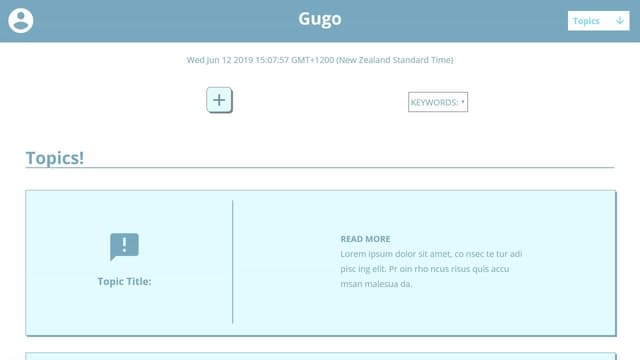 Gugo
Topics
Wed Jun 12 2019 15:07:57 GMT+1200 (New Zealand Standard Time)
KEYWORDS:
Topics!
Topic Title:
READ MORE
Lorem ipsum dolor sit amet, co nsec te tur adi
pisc ing elit. Pr oin rho ncus risus quis accu
msan malesua da.